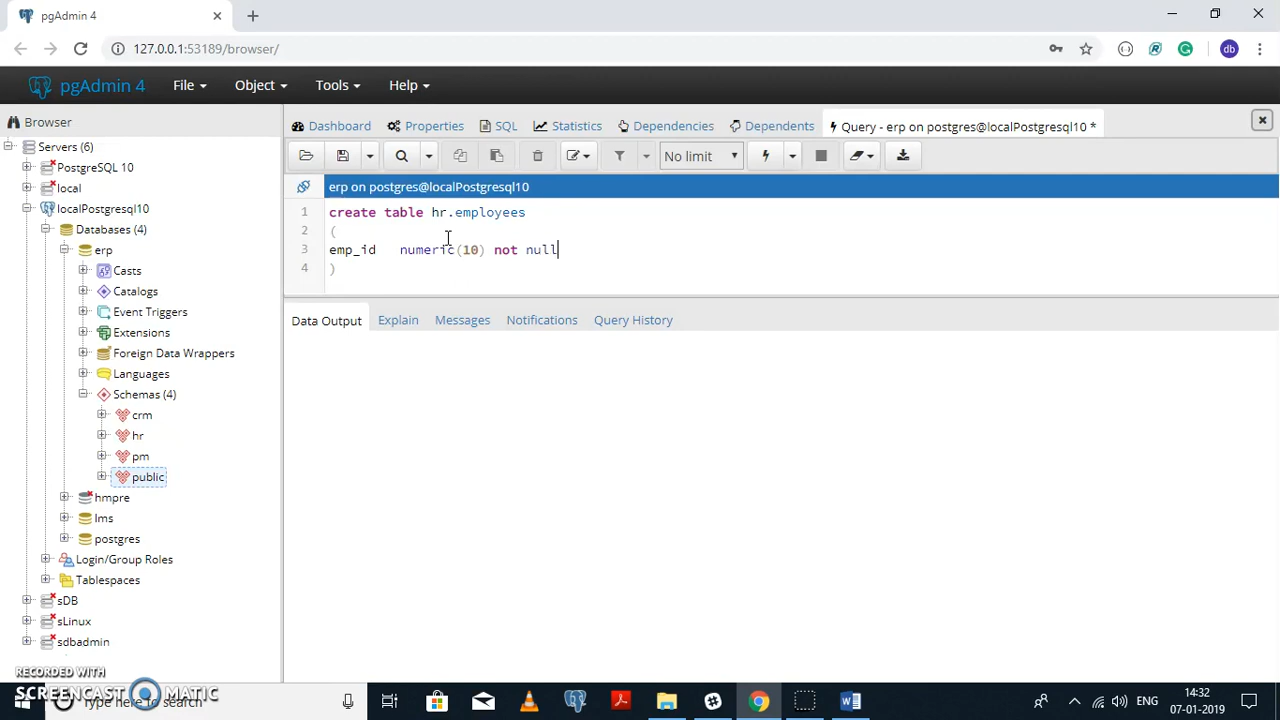 pgAdmin 4
127.0.0.1:53189/browser/
db
pgAdmin 4 File Object Tools Help
Browser
Dashboard Properties SQL Statistics Dependencies Dependents Query - erp on postgres@localPostgresql10 *
No limit
erp on postgres@localPostgresql10
1 create table hr.employees
2 (
3 emp_id numeric(10) not null
4 )
Data Output Explain Messages Notifications Query History
Servers (6)
PostgreSQL 10
local
localPostgresql10
Databases (4)
erp
Casts
Catalogs
Event Triggers
Extensions
Foreign Data Wrappers
Languages
Schemas (4)
crm
hr
pm
public
hmpre
lms
postgres
Login/Group Roles
Tablespaces
sDB
sLinux
sdbadmin
RECORDED WITH
SCREENCAST MATIC
Type here to search
ENG
14:32
07-01-2019